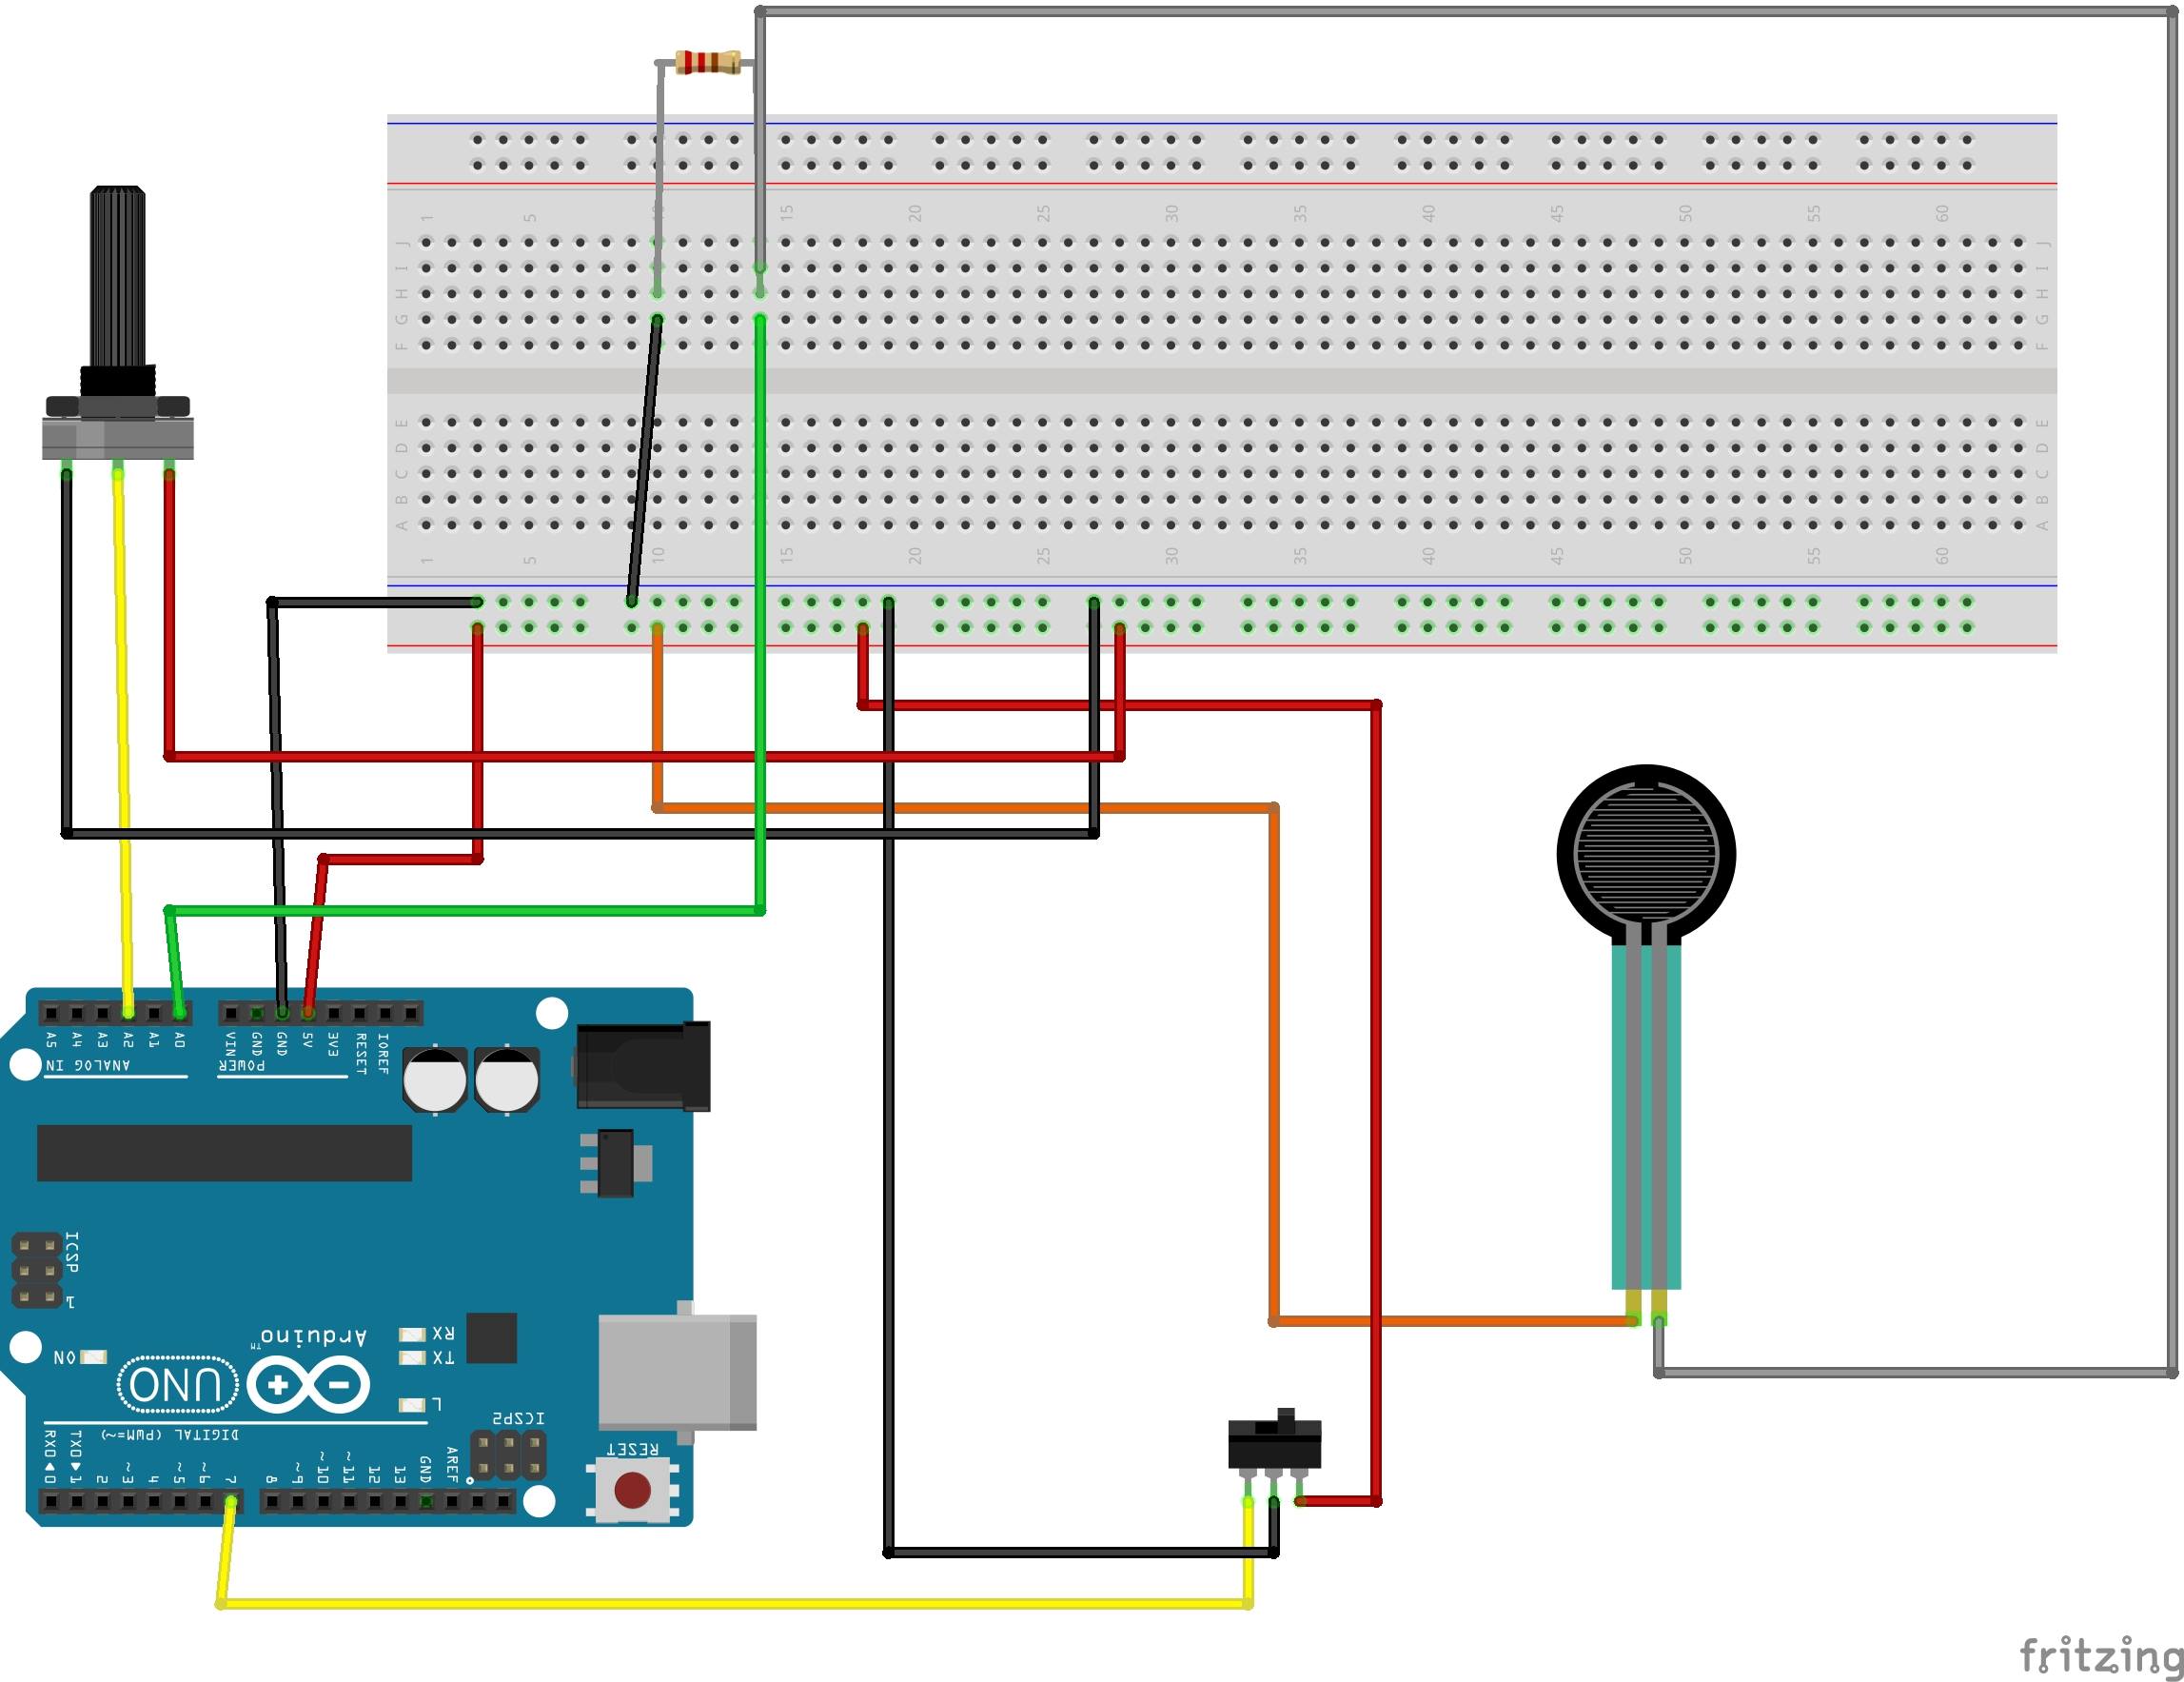 1 5 10 15 20 25 30 35 40 45 50 55 60
J J
I I
H H
G G
F F
E E
D D
C C
B B
A A
1 5 10 15 20 25 30 35 40 45 50 55 60
A5 A4 A3 A2 A1 A0 VIN GND GND 5V 3V3 RESET IOREF
ANALOG IN POWER
ICSP
1
Arduino™
RX
TX
ON
UNO
L
ICSP2
DIGITAL (PWM=~)
RESET
RX0◀0 TX0▶1 2 ~3 4 ~5 ~6 7 8 ~9 ~10 ~11 12 13 GND AREF
fritzing